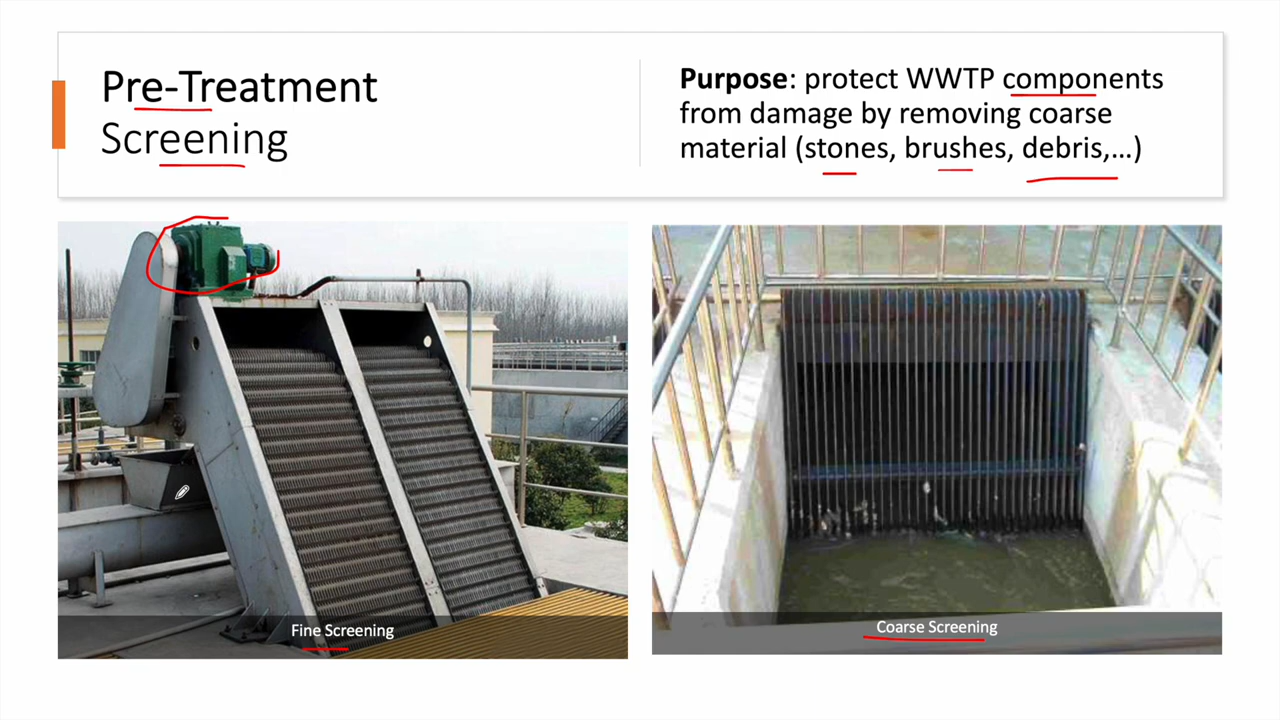 Pre-Treatment
Screening
Purpose: protect WWTP components
from damage by removing coarse
material (stones, brushes, debris,...)
Fine Screening
Coarse Screening